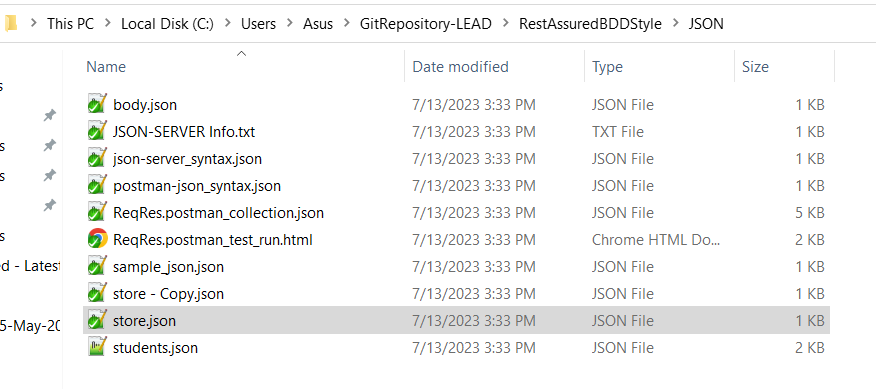 This PC > Local Disk (C:) > Users > Asus > GitRepository-LEAD > RestAssuredBDDStyle > JSON
Name Date modified Type Size
body.json 7/13/2023 3:33 PM JSON File 1 KB
JSON-SERVER Info.txt 7/13/2023 3:33 PM TXT File 1 KB
s json-server_syntax.json 7/13/2023 3:33 PM JSON File 1 KB
s postman-json_syntax.json 7/13/2023 3:33 PM JSON File 1 KB
ReqRes.postman_collection.json 7/13/2023 3:33 PM JSON File 5 KB
s ReqRes.postman_test_run.html 7/13/2023 3:33 PM Chrome HTML Do... 2 KB
ed - Latest sample_json.json 7/13/2023 3:33 PM JSON File 1 KB
store - Copy.json 7/13/2023 3:33 PM JSON File 1 KB
5-May-20 store.json 7/13/2023 3:33 PM JSON File 1 KB
students.json 7/13/2023 3:33 PM JSON File 2 KB